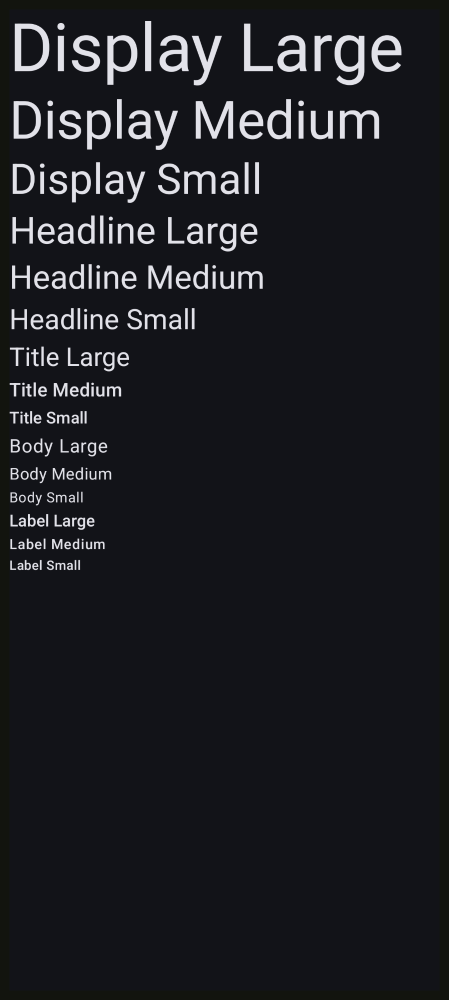 Display Large
Display Medium
Display Small
Headline Large
Headline Medium
Headline Small
Title Large
Title Medium
Title Small
Body Large
Body Medium
Body Small
Label Large
Label Medium
Label Small